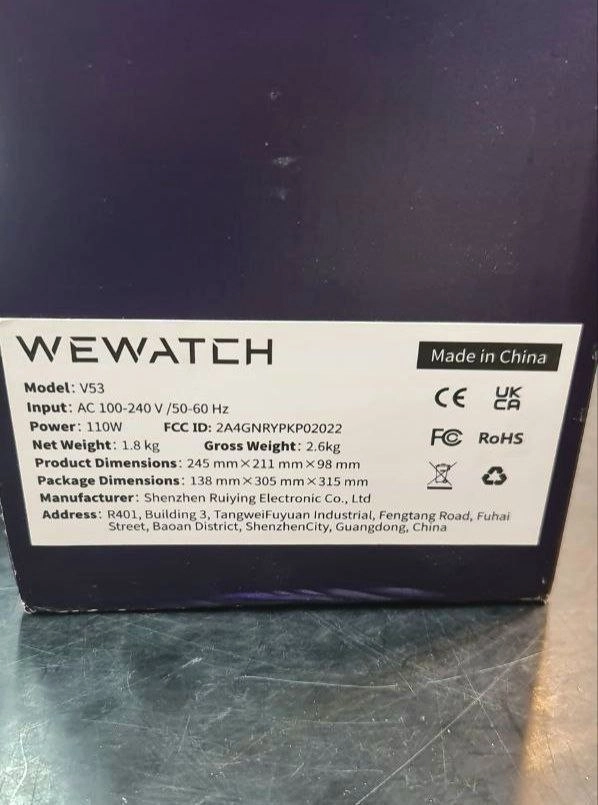 WEWATCH
Made in China
Model: V53
Input: AC 100-240 V /50-60 Hz
Power: 110W FCC ID: 2A4GNRYPKP02022
Net Weight: 1.8 kg Gross Weight: 2.6kg
Product Dimensions: 245 mm×211 mm×98 mm
Package Dimensions: 138 mm×305 mm×315 mm
Manufacturer: Shenzhen Ruiying Electronic Co., Ltd
Address: R401, Building 3, TangweiFuyuan Industrial, Fengtang Road, Fuhai
Street, Baoan District, ShenzhenCity, Guangdong, China
CE UK
CA
FC RoHS